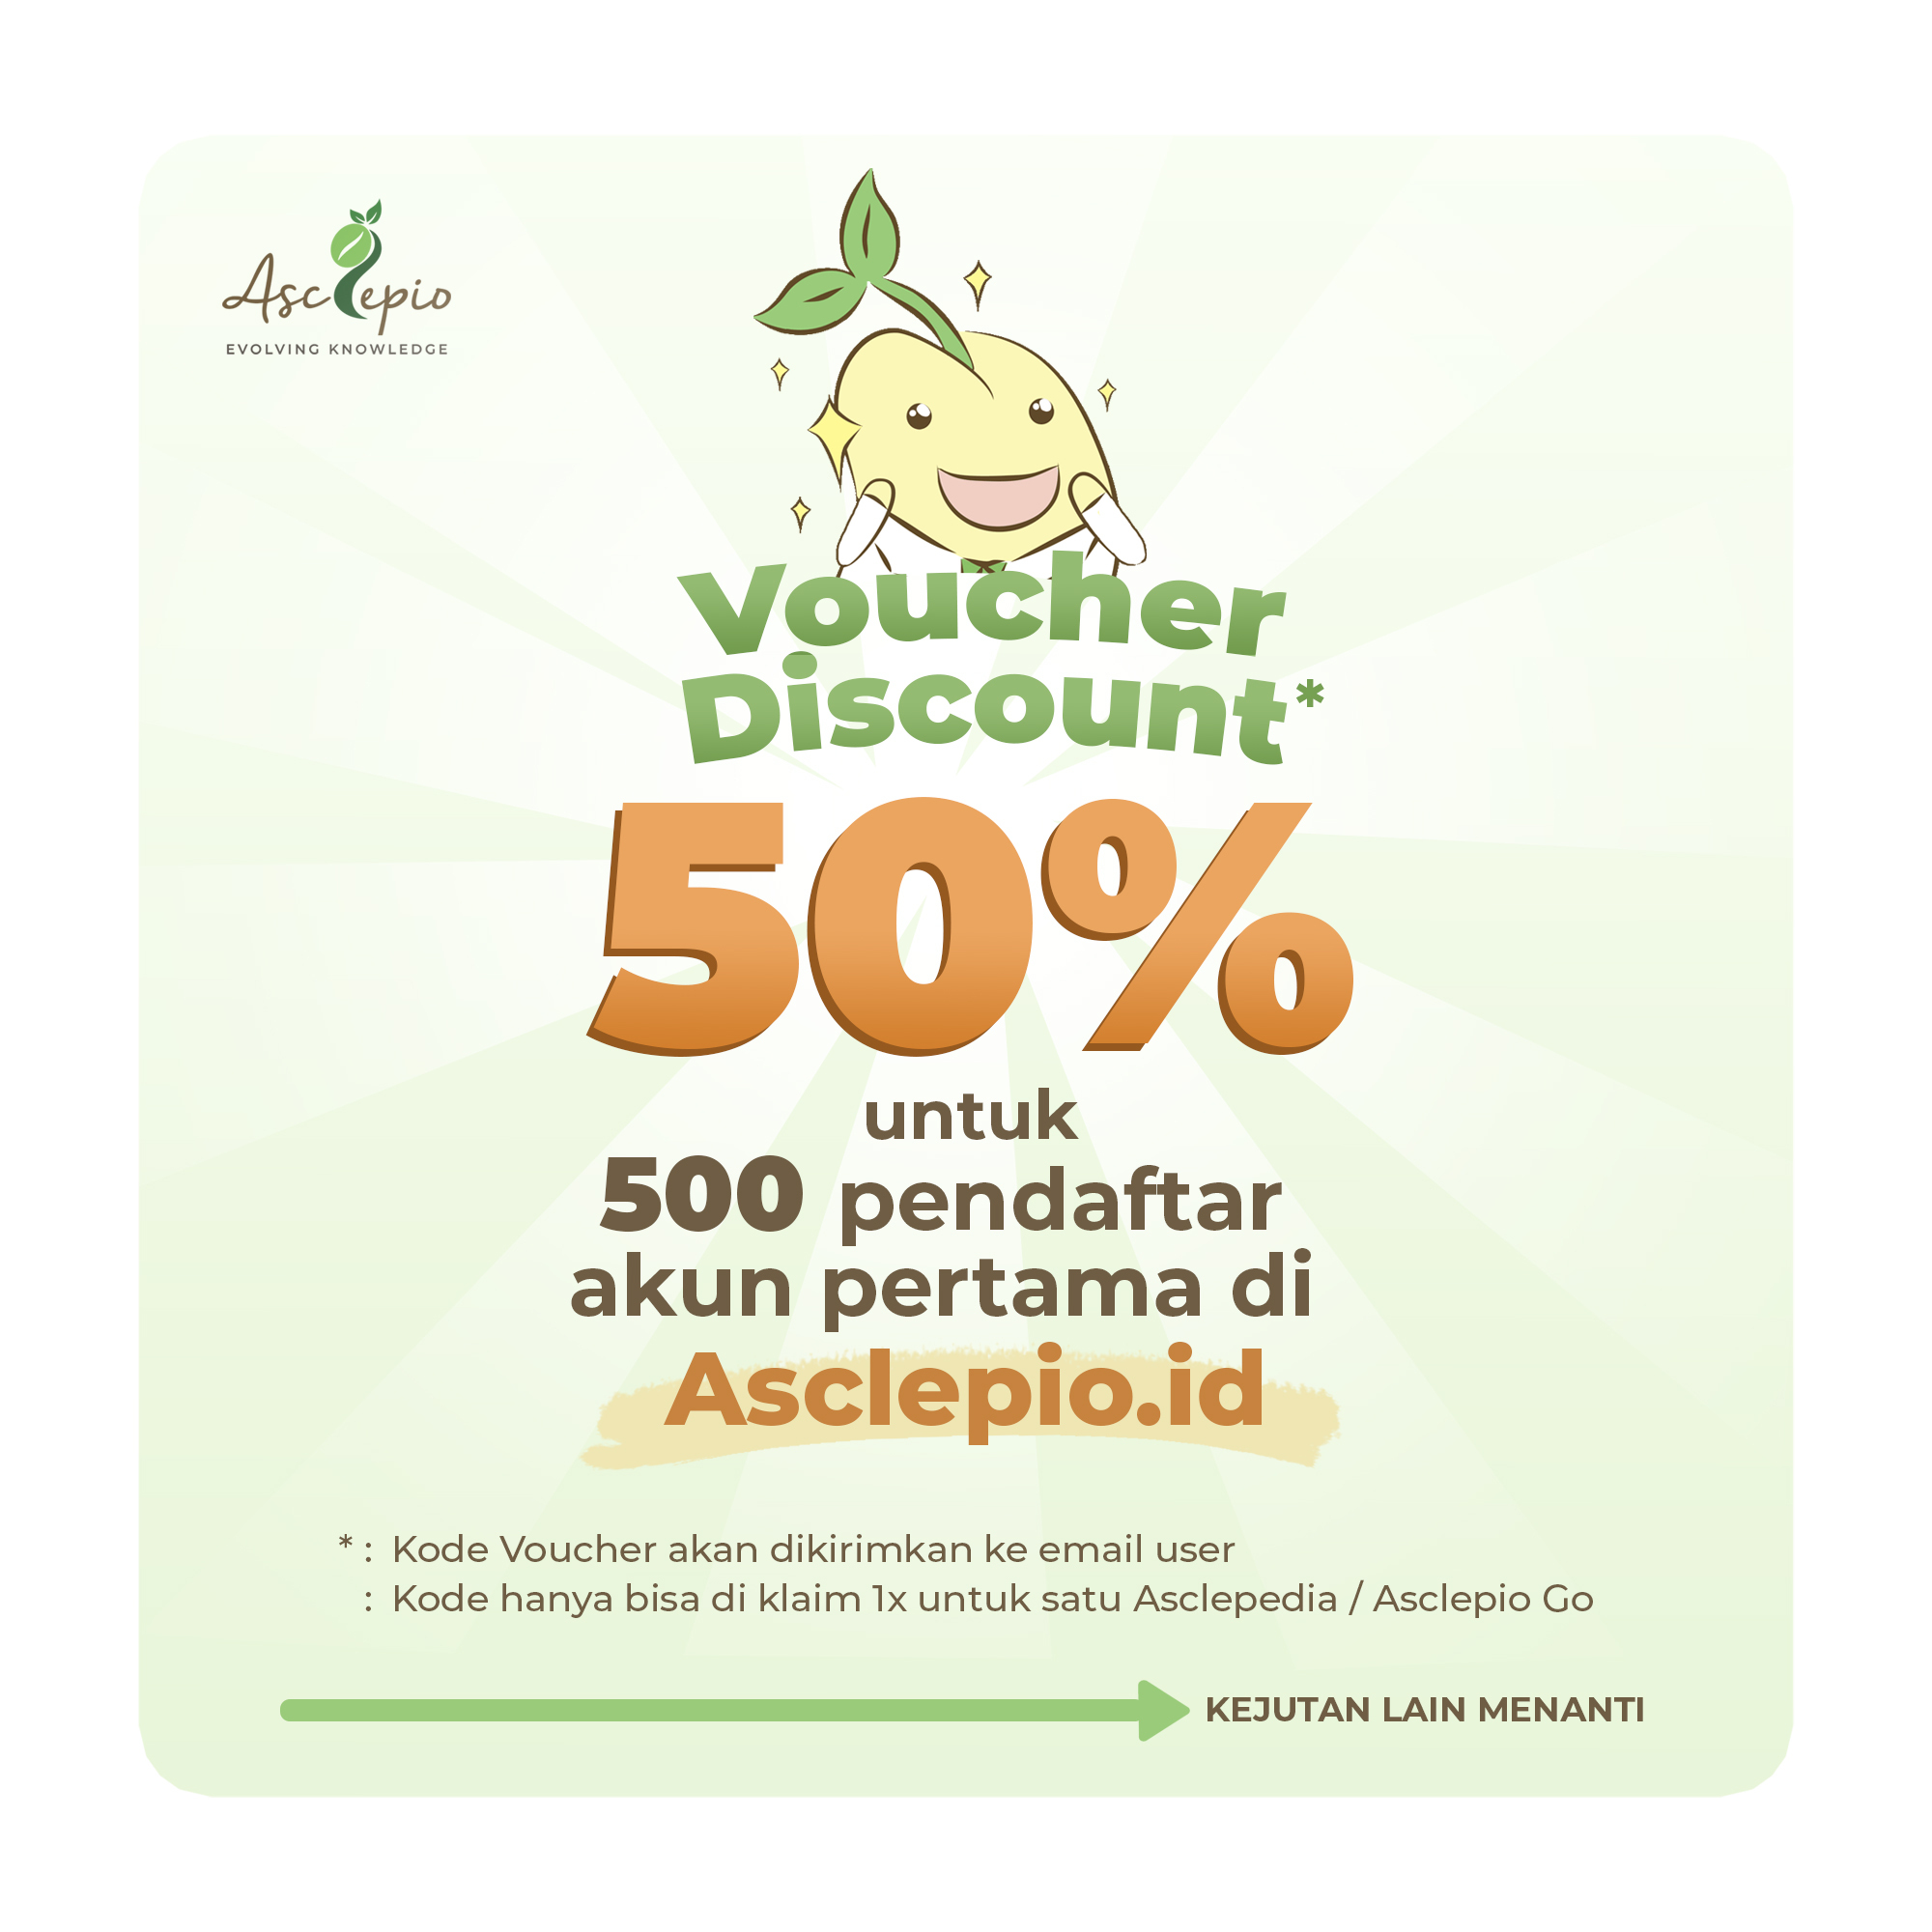 Asclepio
EVOLVING KNOWLEDGE
Voucher
Discount*
50%
untuk
500 pendaftar
akun pertama di
Asclepio.id
* : Kode Voucher akan dikirimkan ke email user
: Kode hanya bisa di klaim 1x untuk satu Asclepedia / Asclepio Go
KEJUTAN LAIN MENANTI